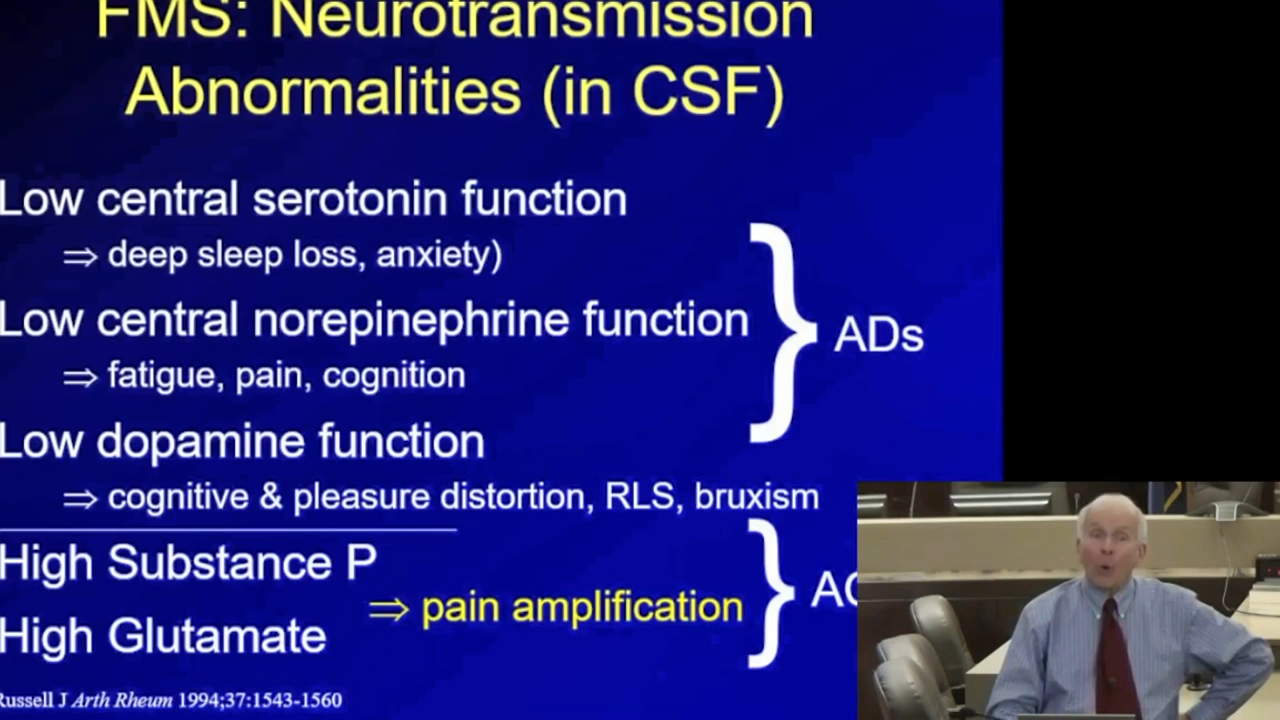 FMS: Neurotransmission
Abnormalities (in CSF)
Low central serotonin function
⇒ deep sleep loss, anxiety)
Low central norepinephrine function
⇒ fatigue, pain, cognition
} ADs
Low dopamine function
⇒ cognitive & pleasure distortion, RLS, bruxism
High Substance P
⇒ pain amplification }
High Glutamate
Russell J Arth Rheum 1994;37:1543-1560